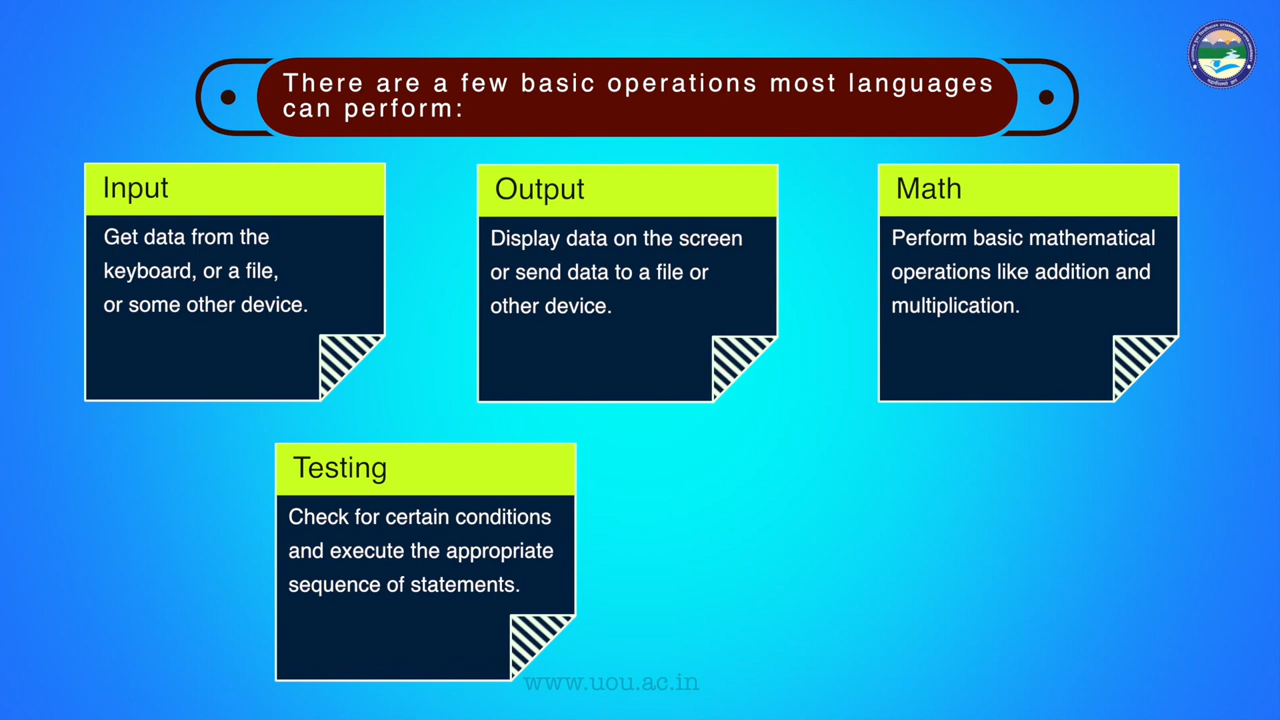 There are a few basic operations most languages
can perform:
Input
Get data from the
keyboard, or a file,
or some other device.
Output
Display data on the screen
or send data to a file or
other device.
Math
Perform basic mathematical
operations like addition and
multiplication.
Testing
Check for certain conditions
and execute the appropriate
sequence of statements.
www.uou.ac.in